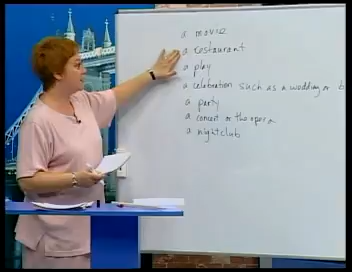 a movie
a restaurant
a play
a celebration such as a wedding or b
a party
a concert or the opera
a nightclub